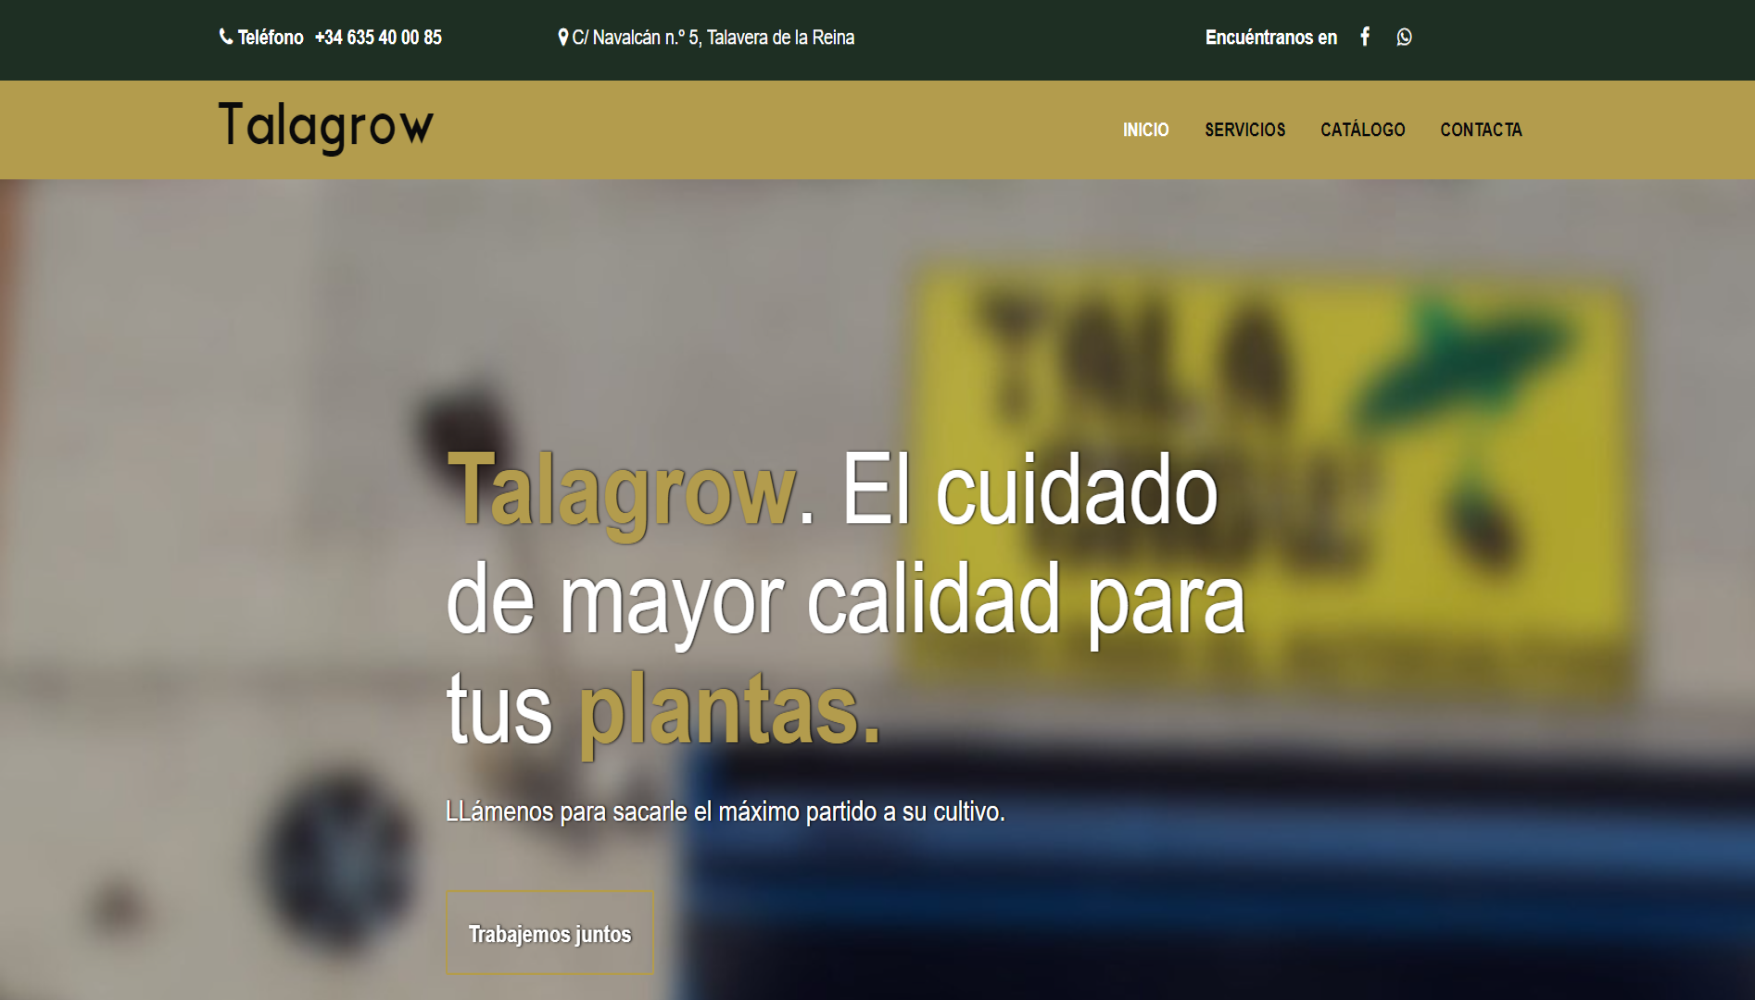 Teléfono +34 635 40 00 85
C/ Navalcán n.º 5, Talavera de la Reina
Encuéntranos en
Talagrow
INICIO SERVICIOS CATÁLOGO CONTACTA
TALA
Talagrow. El cuidado
de mayor calidad para
tus plantas.
LLámenos para sacarle el máximo partido a su cultivo.
Trabajemos juntos